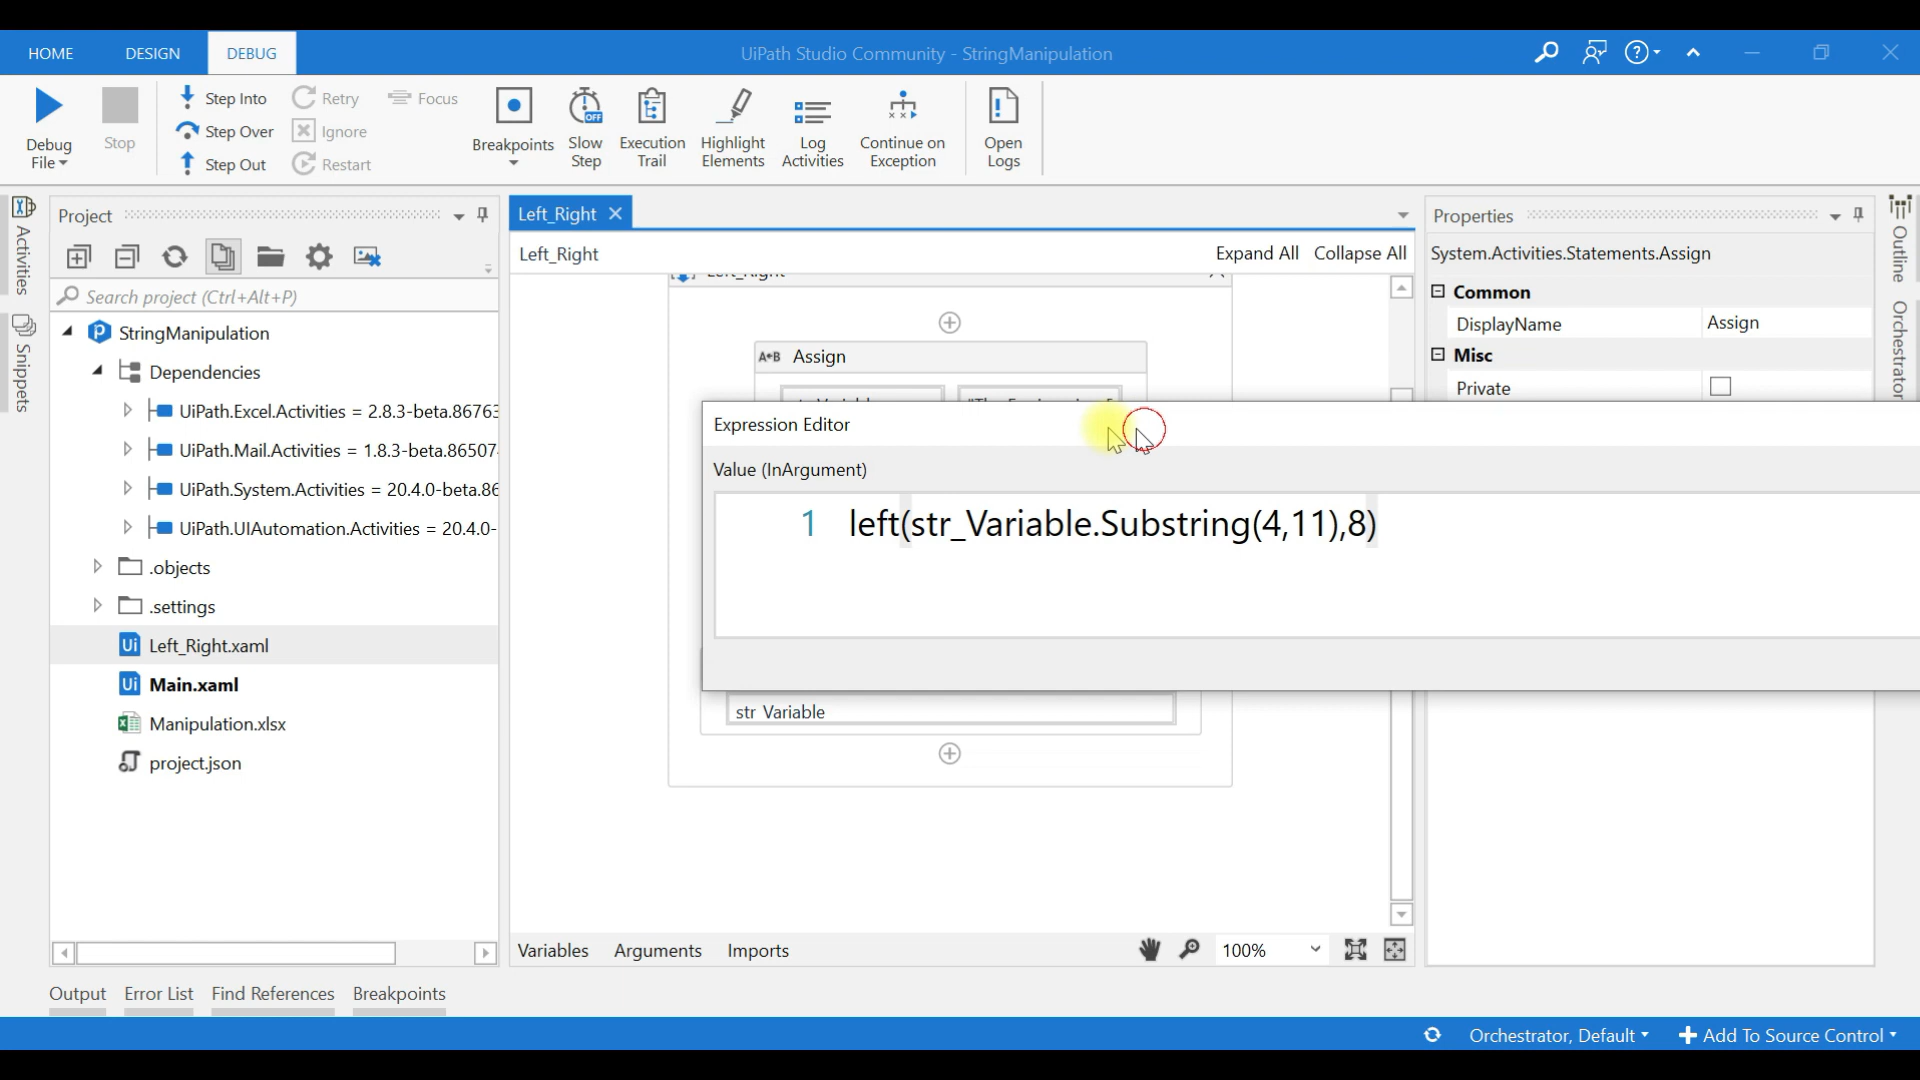 HOME DESIGN DEBUG UiPath Studio Community - StringManipulation
Debug File Stop
Step Into
Step Over
Step Out
Retry
Ignore
Restart
Focus
Breakpoints
Slow Step
Execution Trail
Highlight Elements
Log Activities
Continue on Exception
Open Logs
Activities
Snippets
Project
Search project (Ctrl+Alt+P)
StringManipulation
Dependencies
UiPath.Excel.Activities = 2.8.3-beta.86763
UiPath.Mail.Activities = 1.8.3-beta.86507
UiPath.System.Activities = 20.4.0-beta.86
UiPath.UIAutomation.Activities = 20.4.0-
.objects
.settings
Left_Right.xaml
Main.xaml
Manipulation.xlsx
project.json
Left_Right
Left_Right Expand All Collapse All
Left_Right
A+B Assign
Expression Editor
Value (InArgument)
1 left(str_Variable.Substring(4,11),8)
str_Variable
Variables Arguments Imports 100%
Properties
System.Activities.Statements.Assign
Common
DisplayName Assign
Misc
Private
Outline
Orchestrator
Output Error List Find References Breakpoints
Orchestrator, Default Add To Source Control